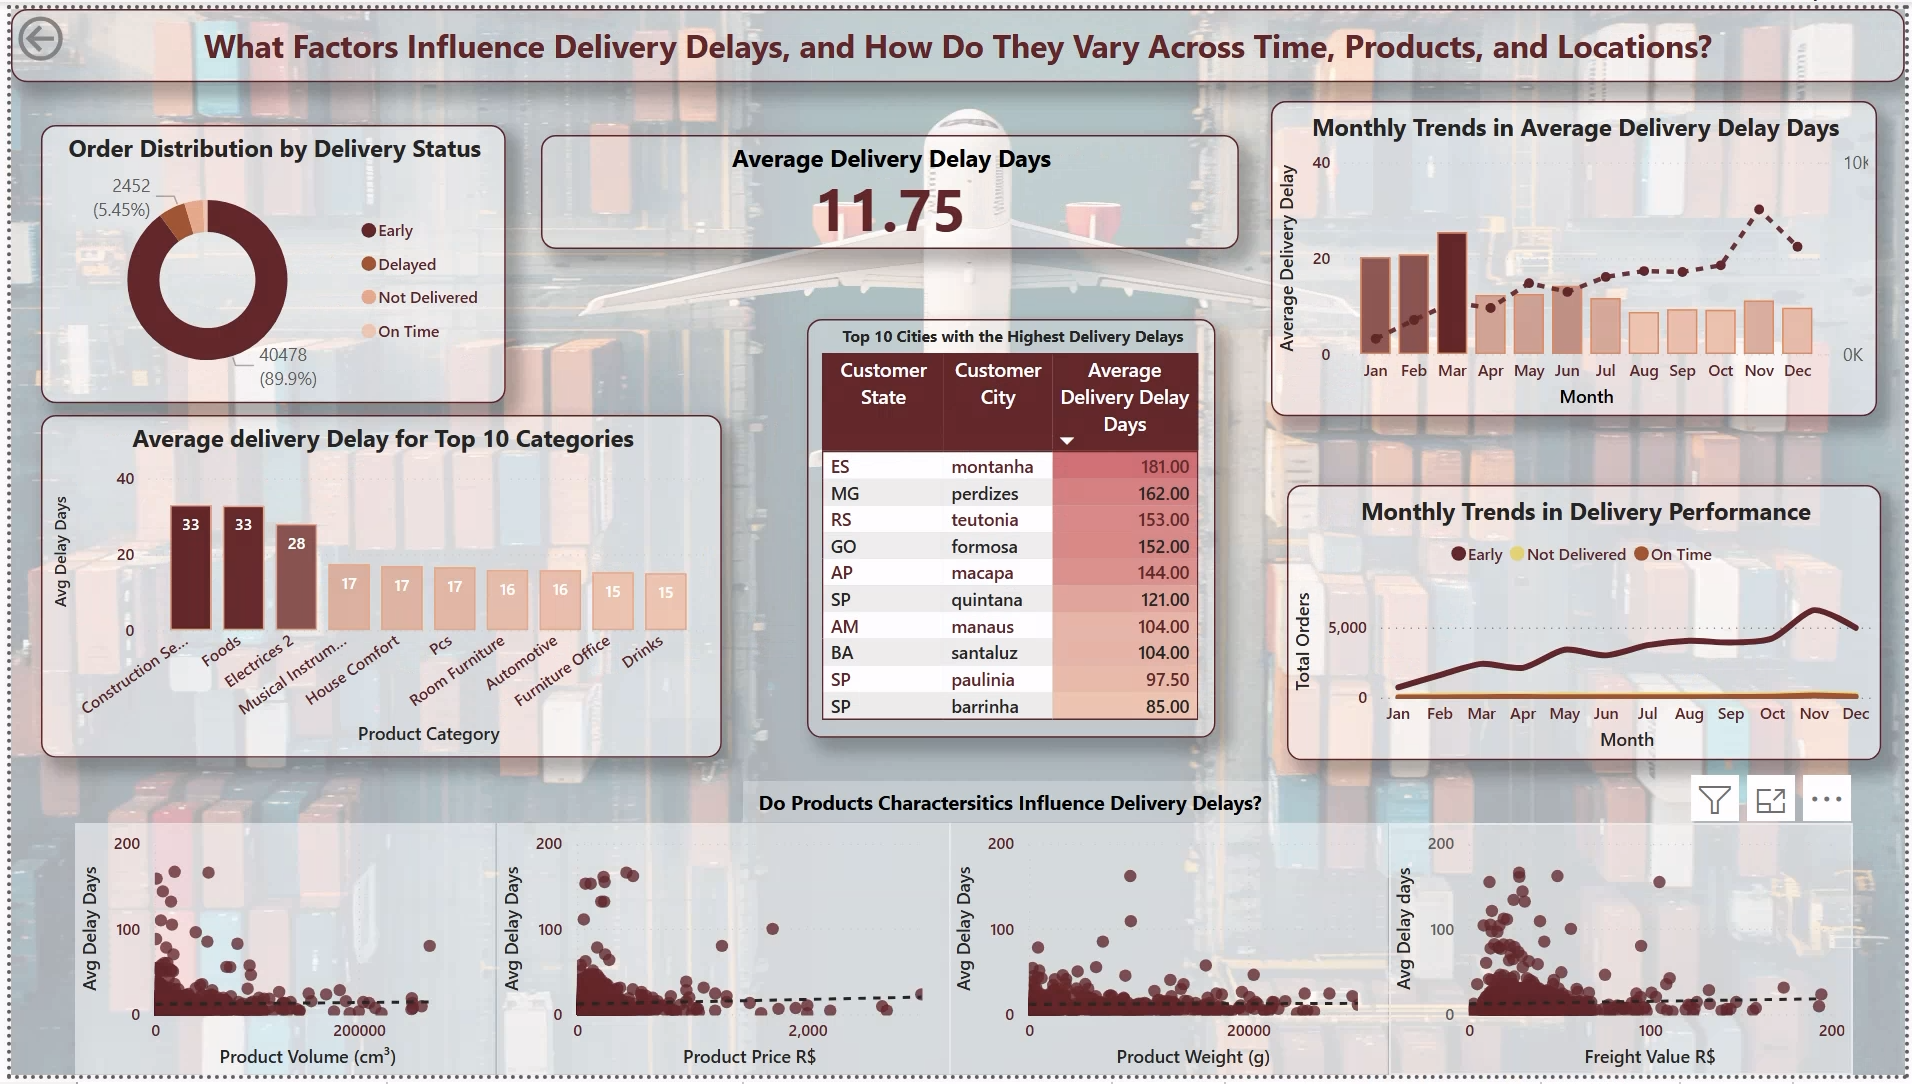 What Factors Influence Delivery Delays, and How Do They Vary Across Time, Products, and Locations?
Order Distribution by Delivery Status
2452
(5.45%)
40478
(89.9%)
Early
Delayed
Not Delivered
On Time
Average Delivery Delay Days
11.75
Monthly Trends in Average Delivery Delay Days
Average Delivery Delay
40
20
0
10K
0K
Jan Feb Mar Apr May Jun Jul Aug Sep Oct Nov Dec
Month
Average delivery Delay for Top 10 Categories
Avg Delay Days
40
20
0
33 33 28 17 17 17 16 16 15 15
Construction Se...
Foods
Electrices 2
Musical Instrum...
House Comfort
Pcs
Room Furniture
Automotive
Furniture Office
Drinks
Product Category
Top 10 Cities with the Highest Delivery Delays
Customer State Customer City Average Delivery Delay Days
ES montanha 181.00
MG perdizes 162.00
RS teutonia 153.00
GO formosa 152.00
AP macapa 144.00
SP quintana 121.00
AM manaus 104.00
BA santaluz 104.00
SP paulinia 97.50
SP barrinha 85.00
Monthly Trends in Delivery Performance
Early Not Delivered On Time
Total Orders
5,000
0
Jan Feb Mar Apr May Jun Jul Aug Sep Oct Nov Dec
Month
Do Products Charactersitics Influence Delivery Delays?
Avg Delay Days
200
100
0
0 200000
Product Volume (cm³)
Avg Delay Days
200
100
0
0 2,000
Product Price R$
Avg Delay Days
200
100
0
0 20000
Product Weight (g)
Avg Delay days
200
100
0
0 100 200
Freight Value R$